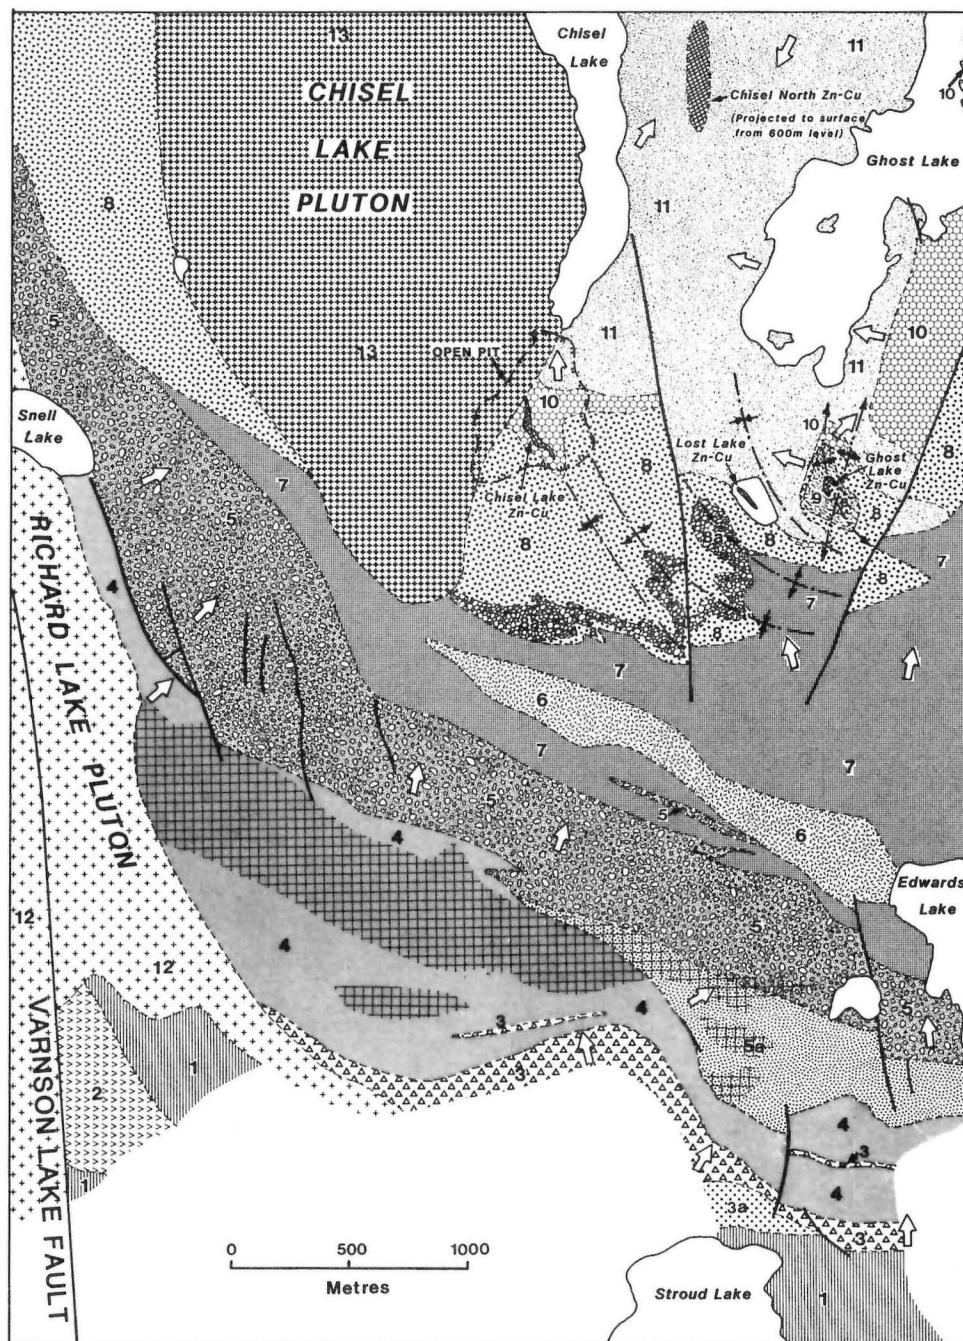 13
Chisel
Lake
11
11
10
CHISEL
LAKE
PLUTON
Chisel North Zn-Cu
(Projected to surface
from 600m level)
Ghost Lake
8
11
5
13
OPEN PIT
11
11
10
10
10
Snell
Lake
8
Lost Lake
Zn-Cu
Ghost
Lake
Zn-Cu
9
7
5
Chisel Lake
Zn-Cu
8
8a
8
8
8
7
4
7
8
RICHARD LAKE PLUTON
7
6
7
7
5
5
6
4
Edwards
Lake
12
4
5
12
3
4
5
5a
1
3
2
4
3
1
4
3a
3
VARNSON LAKE FAULT
0 500 1000
Metres
Stroud Lake
1